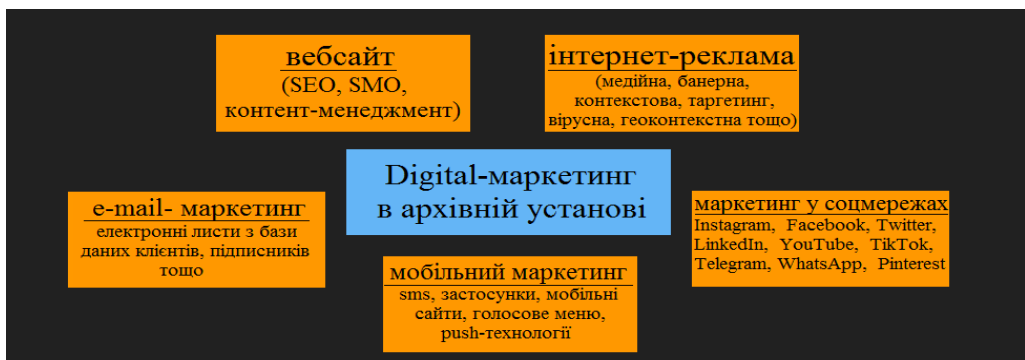 вебсайт
(SEO, SMO,
контент-менеджмент)
інтернет-реклама
(медійна, банерна,
контекстова, таргетинг,
вірусна, геоконтекстна тощо)
Digital-маркетинг
в архівній установі
e-mail- маркетинг
електронні листи з бази
даних клієнтів, підписників
тощо
маркетинг у соцмережах
Instagram, Facebook, Twitter,
LinkedIn, YouTube, TikTok,
Telegram, WhatsApp, Pinterest
мобільний маркетинг
sms, застосунки, мобільні
сайти, голосове меню,
push-технології